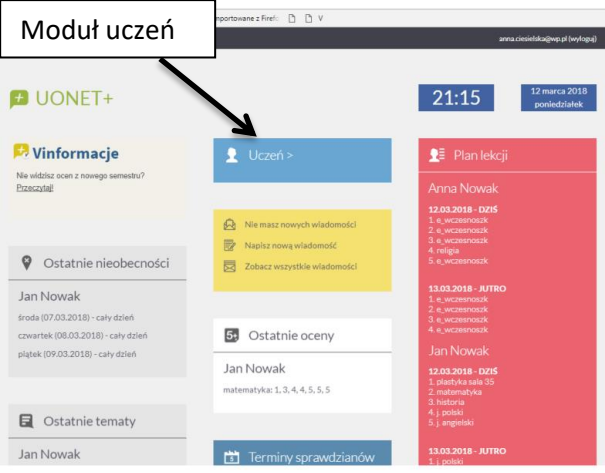 Moduł uczeń
mportowane z Firefo
V
anna.ciesielska@wp.pl (wyloguj)
UONET+
21:15
12 marca 2018
poniedziałek
Vinformacje
Nie widzisz ocen z nowego semestru?
Przeczytaj!
Ostatnie nieobecności
Jan Nowak
środa (07.03.2018) - cały dzień
czwartek (08.03.2018) - cały dzień
piątek (09.03.2018) - cały dzień
Ostatnie tematy
Jan Nowak
Uczeń >
Nie masz nowych wiadomości
Napisz nową wiadomość
Zobacz wszystkie wiadomości
5+ Ostatnie oceny
Jan Nowak
matematyka: 1, 3, 4, 4, 5, 5, 5
Terminy sprawdzianów
Plan lekcji
Anna Nowak
12.03.2018 - DZIŚ
1. e_wczesnoszk
2. e_wczesnoszk
3. e_wczesnoszk
4. religia
5. e_wczesnoszk
13.03.2018 - JUTRO
1. e_wczesnoszk
2. e_wczesnoszk
3. e_wczesnoszk
4. e_wczesnoszk
Jan Nowak
12.03.2018 - DZIŚ
1. plastyka sala 35
2. matematyka
3. historia
4. j. polski
5. j. angielski
13.03.2018 - JUTRO
1. j. polski